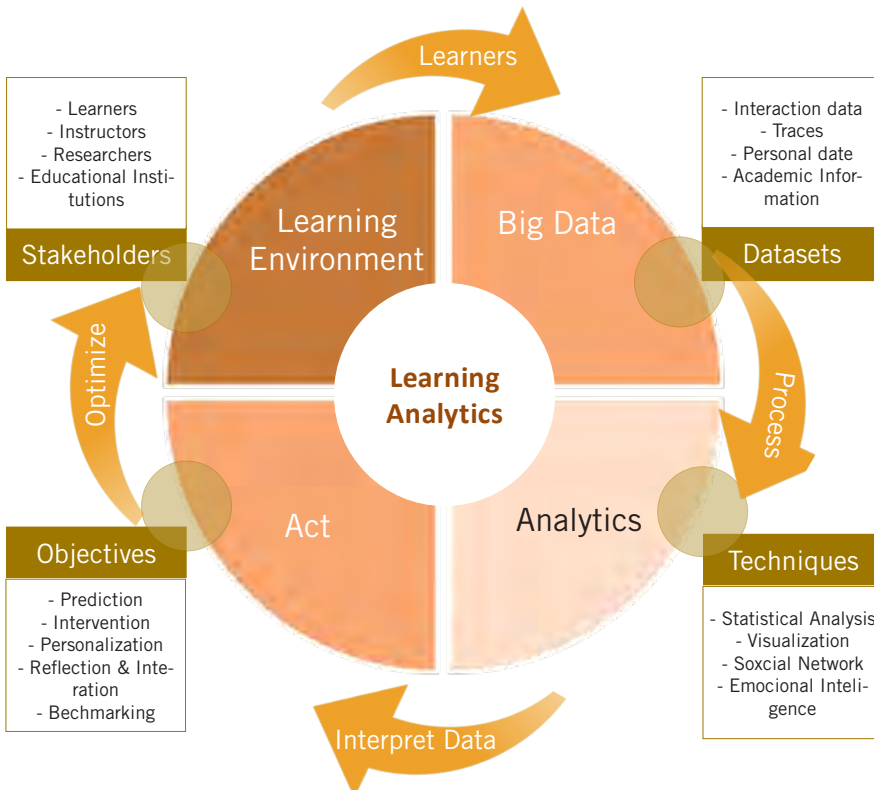 Learners
- Learners
- Instructors
- Researchers
- Educational Insti-
tutions
Stakeholders
- Interaction data
- Traces
- Personal date
- Academic Infor-
mation
Datasets
Learning
Environment
Big Data
Optimize
Learning
Analytics
Process
Act
Analytics
Objectives
- Prediction
- Intervention
- Personalization
- Reflection & Inte-
ration
- Bechmarking
Techniques
- Statistical Analysis
- Visualization
- Soxcial Network
- Emocional Inteli-
gence
Interpret Data